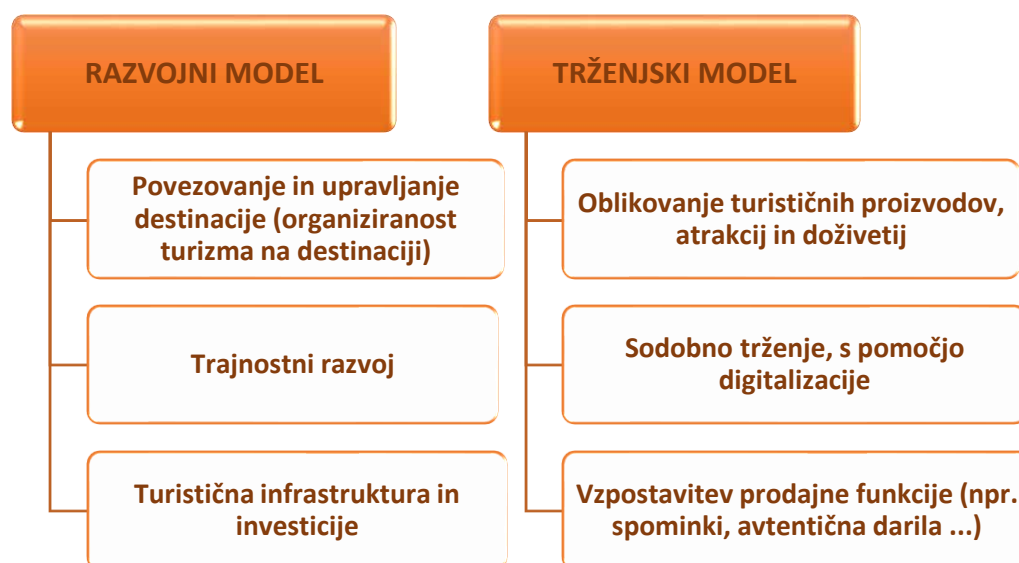 RAZVOJNI MODEL
Povezovanje in upravljanje
destinacije (organiziranost
turizma na destinaciji)
Trajnostni razvoj
Turistična infrastruktura in
investicije
TRŽENJSKI MODEL
Oblikovanje turističnih proizvodov,
atrakcij in doživetij
Sodobno trženje, s pomočjo
digitalizacije
Vzpostavitev prodajne funkcije (npr.
spominki, avtentična darila ...)